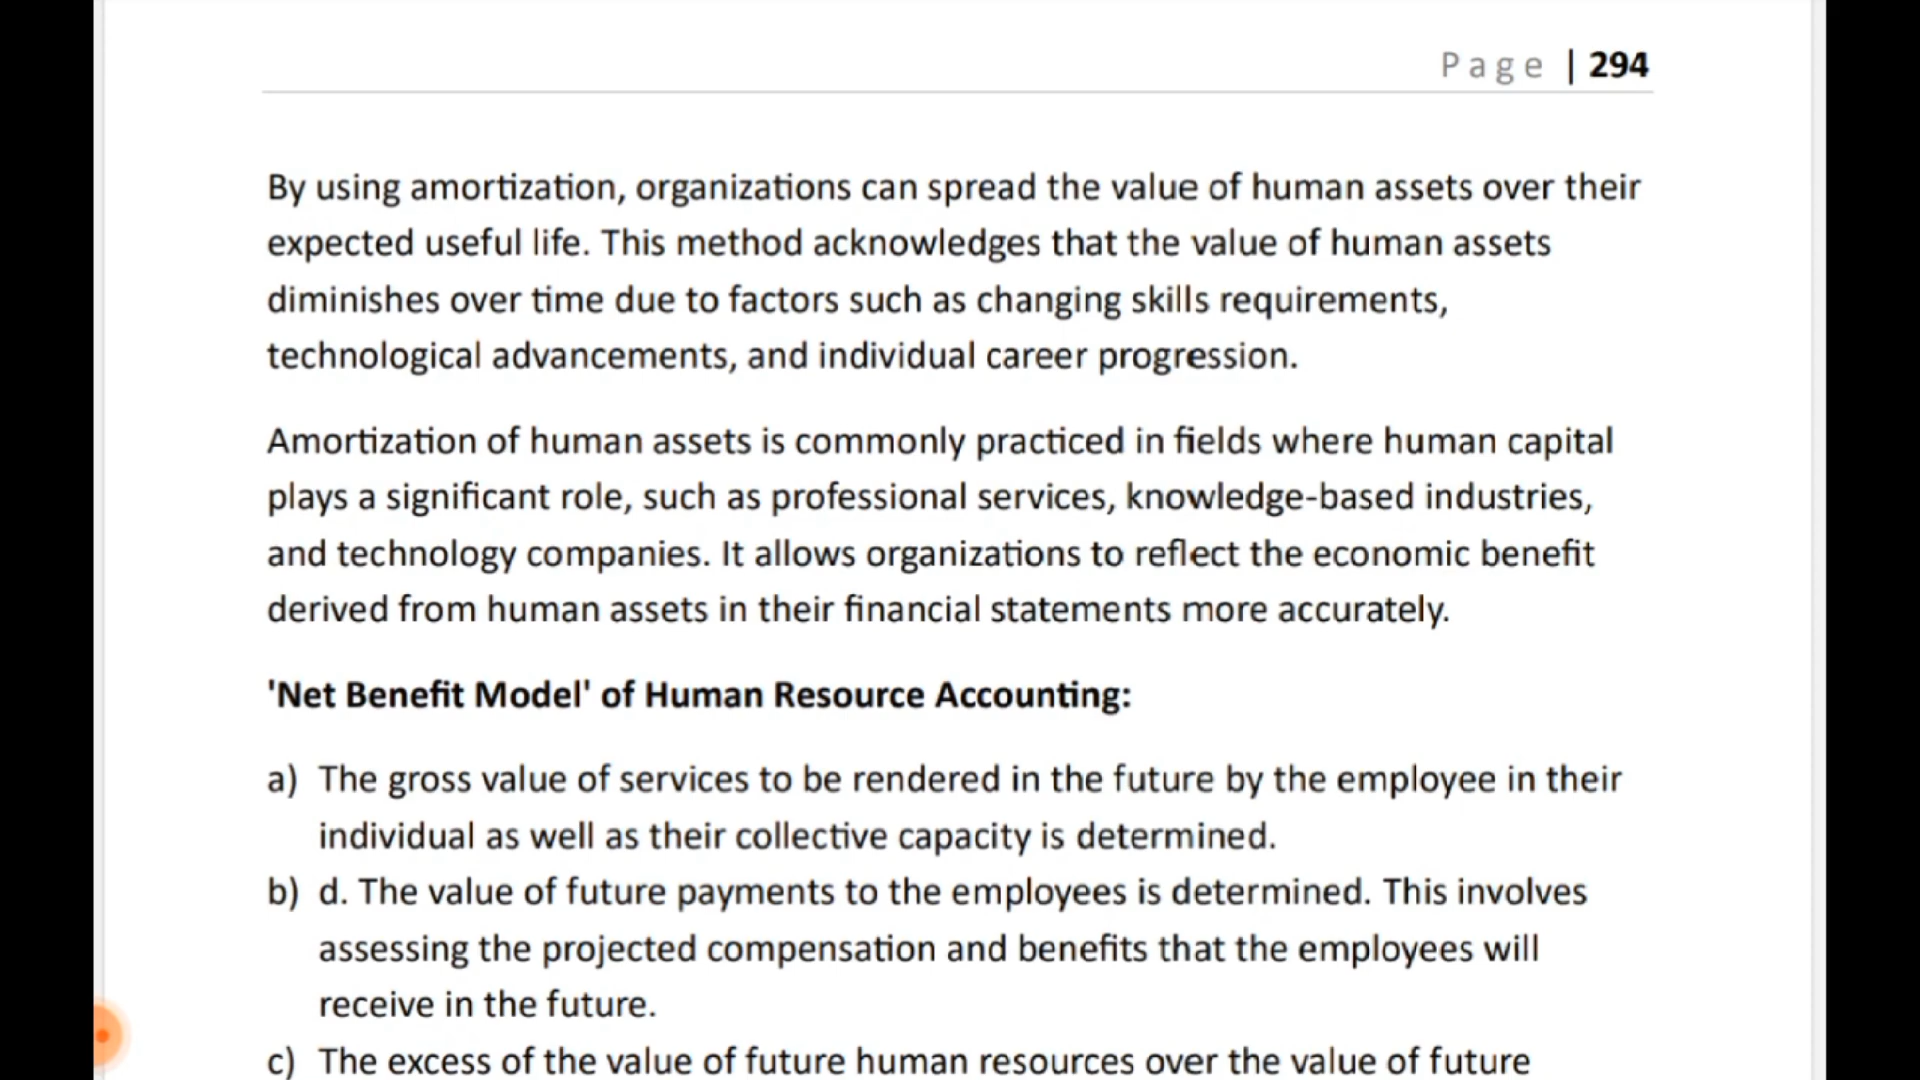 Page | 294
By using amortization, organizations can spread the value of human assets over their
expected useful life. This method acknowledges that the value of human assets
diminishes over time due to factors such as changing skills requirements,
technological advancements, and individual career progression.
Amortization of human assets is commonly practiced in fields where human capital
plays a significant role, such as professional services, knowledge-based industries,
and technology companies. It allows organizations to reflect the economic benefit
derived from human assets in their financial statements more accurately.
'Net Benefit Model' of Human Resource Accounting:
a) The gross value of services to be rendered in the future by the employee in their
individual as well as their collective capacity is determined.
b) d. The value of future payments to the employees is determined. This involves
assessing the projected compensation and benefits that the employees will
receive in the future.
c) The excess of the value of future human resources over the value of future